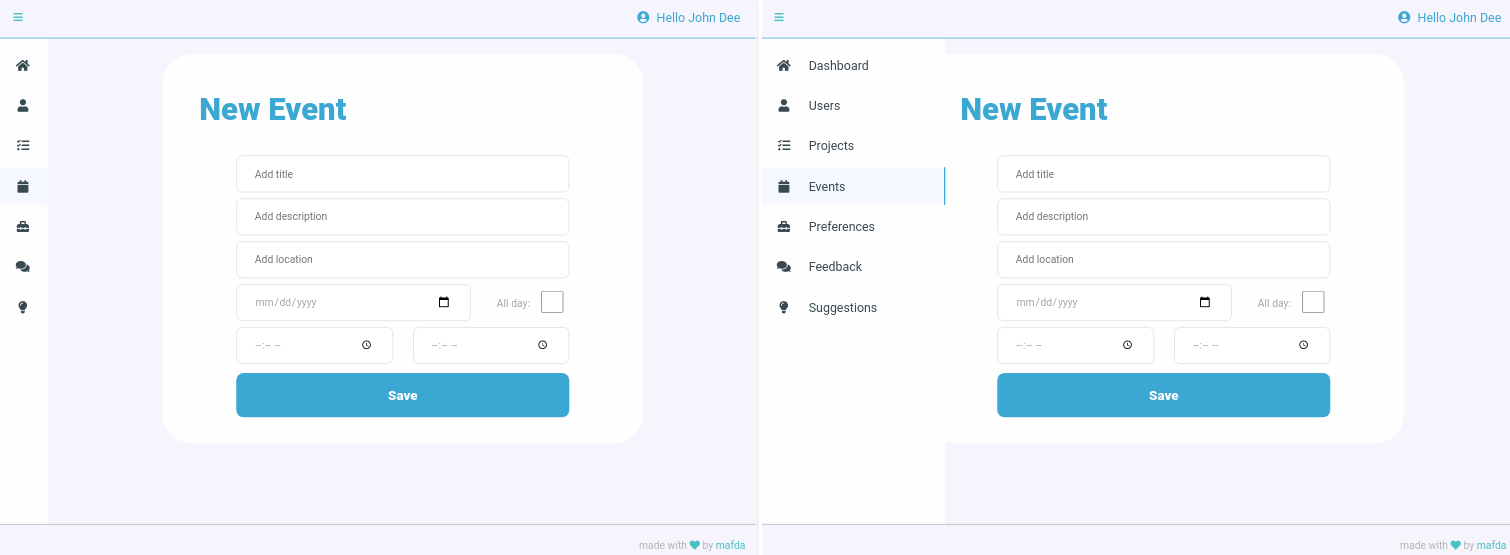 Hello John Dee
New Event
Add title
Add description
Add location
mm/dd/yyyy
All day:
--:-- --
--:-- --
Save
made with by mafda
Hello John Dee
Dashboard
Users
Projects
Events
Preferences
Feedback
Suggestions
New Event
Add title
Add description
Add location
mm/dd/yyyy
All day:
--:-- --
--:-- --
Save
made with by mafda